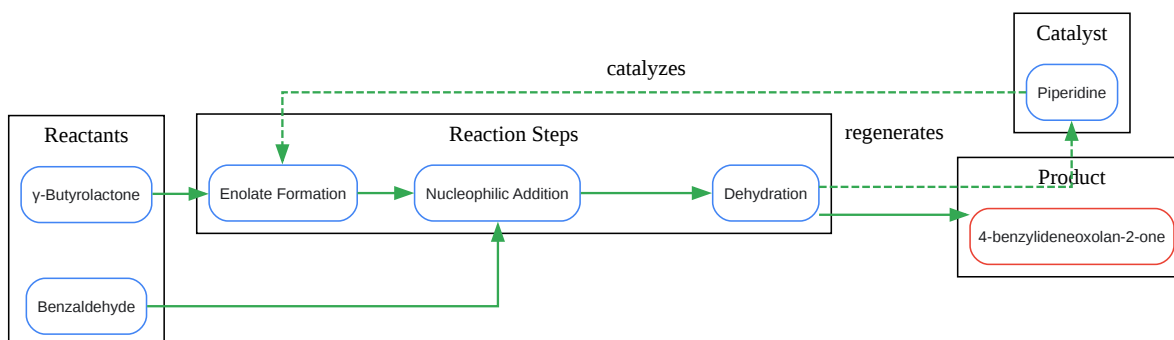 Catalyst
catalyzes
Piperidine
Reactants
Reaction Steps
regenerates
γ-Butyrolactone
Enolate Formation
Nucleophilic Addition
Dehydration
Product
4-benzylideneoxolan-2-one
Benzaldehyde